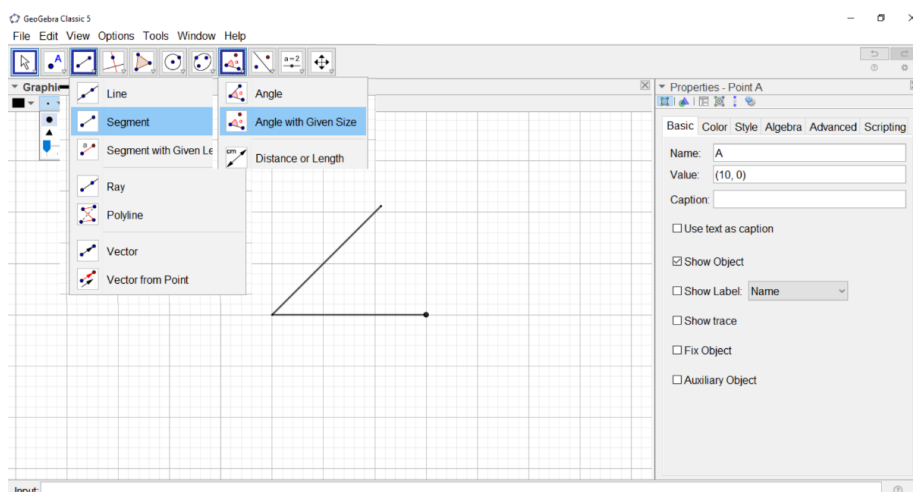 GeoGebra Classic 5
File Edit View Options Tools Window Help
A
a=2
Graphi
Line
Segment
Segment with Given Le
Ray
Polyline
Vector
Vector from Point
Angle
Angle with Given Size
cm
Distance or Length
Properties - Point A
Basic Color Style Algebra Advanced Scripting
Name: A
Value: (10, 0)
Caption:
Use text as caption
Show Object
Show Label: Name
Show trace
Fix Object
Auxiliary Object
Input: